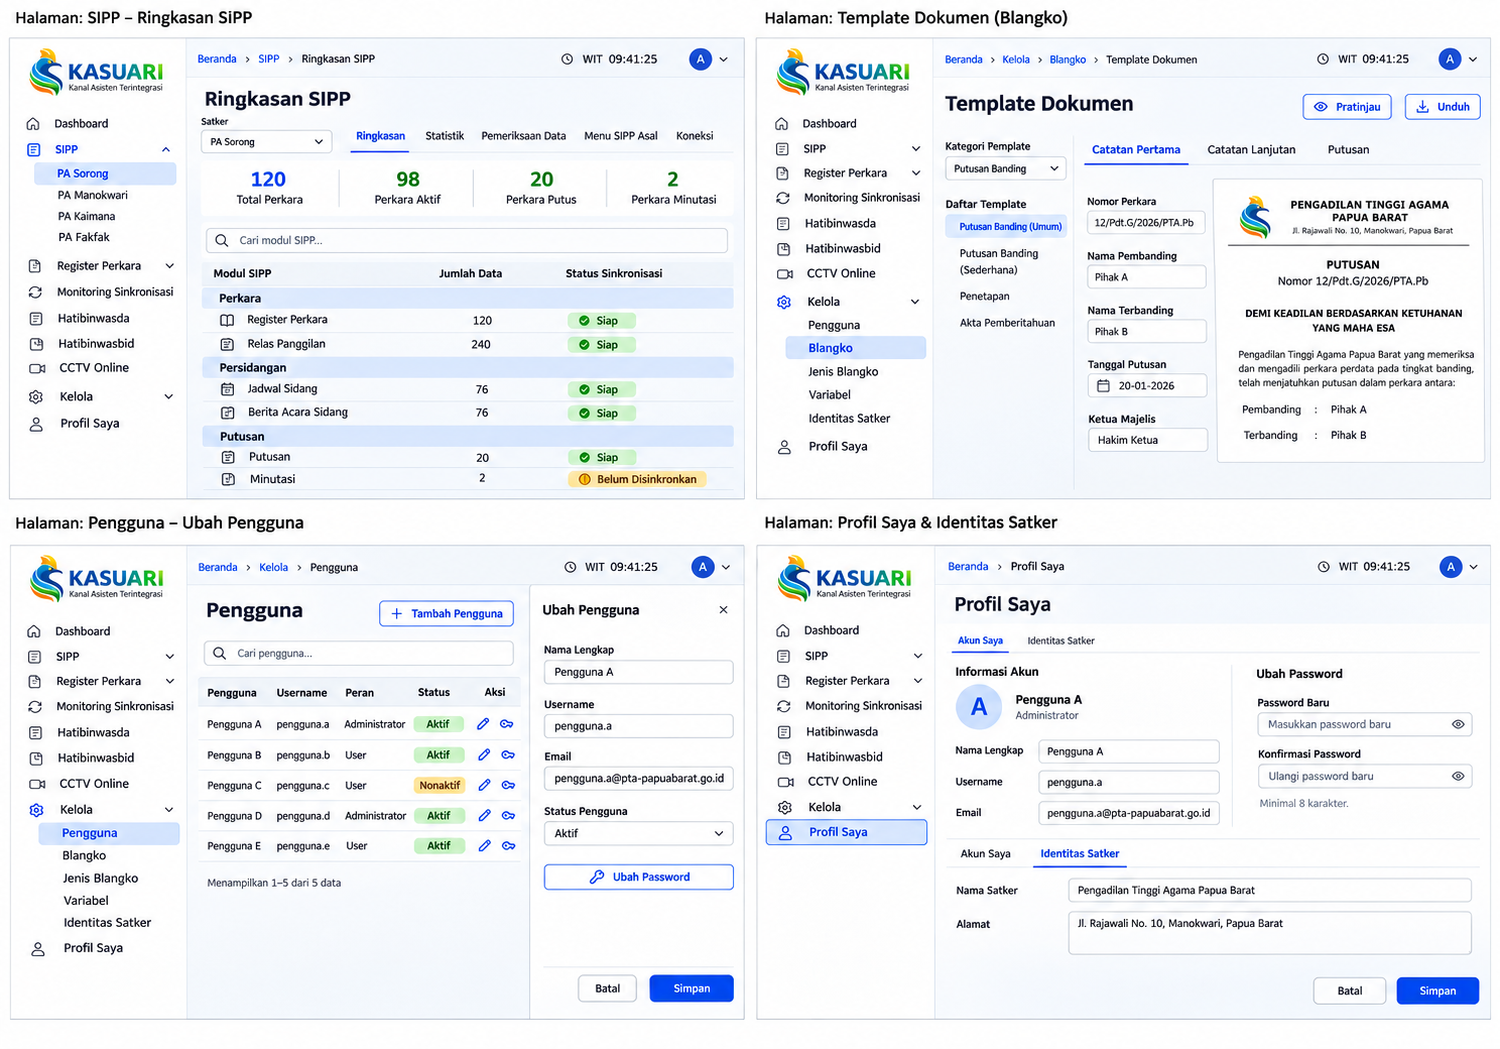 Halaman: SIPP – Ringkasan SiPP
KASUARI
Kanal Asisten Terintegrasi
Beranda › SIPP › Ringkasan SIPP
WIT 09:41:25
A
Dashboard
SIPP
PA Sorong
PA Manokwari
PA Kaimana
PA Fakfak
Register Perkara
Monitoring Sinkronisasi
Hatibinwasda
Hatibinwasbid
CCTV Online
Kelola
Profil Saya
Ringkasan SIPP
Satker
PA Sorong
Ringkasan Statistik Pemeriksaan Data Menu SIPP Asal Koneksi
120 98 20 2
Total Perkara Perkara Aktif Perkara Putus Perkara Minutasi
Cari modul SIPP...
Modul SIPP Jumlah Data Status Sinkronisasi
Perkara
Register Perkara 120 Siap
Relas Panggilan 240 Siap
Persidangan
Jadwal Sidang 76 Siap
Berita Acara Sidang 76 Siap
Putusan
Putusan 20 Siap
Minutasi 2 Belum Disinkronkan
Halaman: Template Dokumen (Blangko)
KASUARI
Kanal Asisten Terintegrasi
Beranda › Kelola › Blangko › Template Dokumen
WIT 09:41:25
A
Dashboard
SIPP
Register Perkara
Monitoring Sinkronisasi
Hatibinwasda
Hatibinwasbid
CCTV Online
Kelola
Pengguna
Blangko
Jenis Blangko
Variabel
Identitas Satker
Profil Saya
Template Dokumen
Pratinjau
Unduh
Kategori Pemplate
Putusan Banding
Daftar Template
Putusan Banding (Umum)
Putusan Banding
(Sederhana)
Penetapan
Akta Pemberitahuan
Catatan Pertama Catatan Lanjutan Putusan
Nomor Perkara
12/Pdt.G/2026/PTA.Pb
Nama Pembanding
Pihak A
Nama Terbanding
Pihak B
Tanggal Putusan
20-01-2026
Ketua Majelis
Hakim Ketua
PENGADILAN TINGGI AGAMA
PAPUA BARAT
Jl. Rajawali No. 10, Manokwari, Papua Barat
PUTUSAN
Nomor 12/Pdt.G/2026/PTA.Pb
DEMI KEADILAN BERDASARKAN KETUHANAN
YANG MAHA ESA
Pengadilan Tinggi Agama Papua Barat yang memeriksa
dan mengadili perkara perdata pada tingkat banding,
telah menjatuhkan putusan dalam perkara antara:
Pembanding : Pihak A
Terbanding : Pihak B
Halaman: Pengguna – Ubah Pengguna
KASUARI
Kanal Asisten Terintegrasi
Beranda › Kelola › Pengguna
WIT 09:41:25
A
Dashboard
SIPP
Register Perkara
Monitoring Sinkronisasi
Hatibinwasda
Hatibinwasbid
CCTV Online
Kelola
Pengguna
Blangko
Jenis Blangko
Variabel
Identitas Satker
Profil Saya
Pengguna
+ Tambah Pengguna
Cari pengguna...
Pengguna Username Peran Status Aksi
Pengguna A pengguna.a Administrator Aktif
Pengguna B pengguna.b User Aktif
Pengguna C pengguna.c User Nonaktif
Pengguna D pengguna.d Administrator Aktif
Pengguna E pengguna.e User Aktif
Menampilkan 1–5 dari 5 data
Ubah Pengguna
Nama Lengkap
Pengguna A
Username
pengguna.a
Email
pengguna.a@pta-papuabarat.go.id
Status Pengguna
Aktif
Ubah Password
Batal
Simpan
Halaman: Profil Saya & Identitas Satker
KASUARI
Kanal Asisten Terintegrasi
Beranda › Profil Saya
WIT 09:41:25
A
Dashboard
SIPP
Register Perkara
Monitoring Sinkronisasi
Hatibinwasda
Hatibinwasbid
CCTV Online
Kelola
Profil Saya
Profil Saya
Akun Saya Identitas Satker
Informasi Akun
A
Pengguna A
Administrator
Nama Lengkap Pengguna A
Username pengguna.a
Email pengguna.a@pta-papuabarat.go.id
Ubah Password
Password Baru
Masukkan password baru
Konfirmasi Password
Ulangi password baru
Minimal 8 karakter.
Akun Saya Identitas Satker
Nama Satker Pengadilan Tinggi Agama Papua Barat
Alamat Jl. Rajawali No. 10, Manokwari, Papua Barat
Batal
Simpan